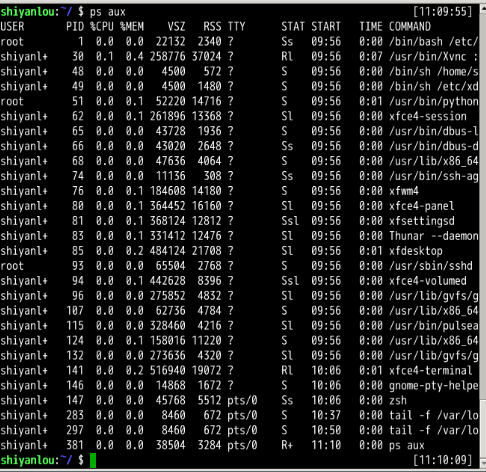 shiyanlou:~/ $ ps aux [11:09:55]
USER PID %CPU %MEM VSZ RSS TTY STAT START TIME COMMAND
root 1 0.0 0.0 22132 2340 ? Ss 09:56 0:00 /bin/bash /etc/
shiyanl+ 30 0.1 0.4 258776 37024 ? Rl 09:56 0:07 /usr/bin/Xvnc :
shiyanl+ 48 0.0 0.0 4500 572 ? S 09:56 0:00 /bin/sh /home/s
shiyanl+ 49 0.0 0.0 4500 1480 ? S 09:56 0:00 /bin/sh /etc/xd
root 51 0.0 0.1 52220 14716 ? S 09:56 0:01 /usr/bin/python
shiyanl+ 62 0.0 0.1 261896 13368 ? Sl 09:56 0:00 xfce4-session
shiyanl+ 65 0.0 0.0 43728 1936 ? S 09:56 0:00 /usr/bin/dbus-l
shiyanl+ 66 0.0 0.0 43020 2648 ? Ss 09:56 0:00 /usr/bin/dbus-d
shiyanl+ 68 0.0 0.0 47636 4064 ? S 09:56 0:00 /usr/lib/x86_64
shiyanl+ 74 0.0 0.0 11136 308 ? Ss 09:56 0:00 /usr/bin/ssh-ag
shiyanl+ 76 0.0 0.1 184608 14180 ? S 09:56 0:00 xfwm4
shiyanl+ 80 0.0 0.1 364452 16160 ? Sl 09:56 0:00 xfce4-panel
shiyanl+ 81 0.0 0.1 368124 12812 ? Ssl 09:56 0:00 xfsettingsd
shiyanl+ 83 0.0 0.1 331412 12476 ? Sl 09:56 0:00 Thunar --daemon
shiyanl+ 85 0.0 0.2 484124 21708 ? Sl 09:56 0:01 xfdesktop
root 93 0.0 0.0 65504 2768 ? S 09:56 0:00 /usr/sbin/sshd
shiyanl+ 94 0.0 0.1 442628 8396 ? Ssl 09:56 0:00 xfce4-volumed
shiyanl+ 96 0.0 0.0 275852 4832 ? Sl 09:56 0:00 /usr/lib/gvfs/g
shiyanl+ 107 0.0 0.0 62736 4784 ? S 09:56 0:00 /usr/lib/x86_64
shiyanl+ 115 0.0 0.0 328460 4216 ? Sl 09:56 0:00 /usr/bin/pulsea
shiyanl+ 124 0.0 0.1 158016 11220 ? S 09:56 0:00 /usr/lib/x86_64
shiyanl+ 132 0.0 0.0 273636 4320 ? Sl 09:56 0:00 /usr/lib/gvfs/g
shiyanl+ 141 0.0 0.2 516940 19072 ? Rl 10:06 0:01 xfce4-terminal
shiyanl+ 146 0.0 0.0 14868 1672 ? S 10:06 0:00 gnome-pty-helpe
shiyanl+ 147 0.0 0.0 45768 5512 pts/0 Ss 10:06 0:00 zsh
shiyanl+ 283 0.0 0.0 8460 672 pts/0 S 10:37 0:00 tail -f /var/lo
shiyanl+ 297 0.0 0.0 8460 672 pts/0 S 10:50 0:00 tail -f /var/lo
shiyanl+ 381 0.0 0.0 38504 3284 pts/0 R+ 11:10 0:00 ps aux
shiyanlou:~/ $ [11:10:09]